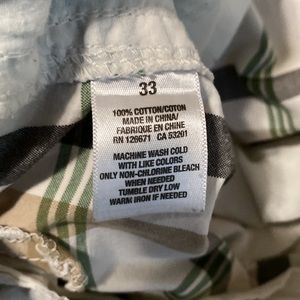 33
100% COTTON/COTON
MADE IN CHINA/
FABRIQUE EN CHINE
RN 126671 CA 53201
MACHINE WASH COLD
WITH LIKE COLORS
ONLY NON-CHLORINE BLEACH
WHEN NEEDED
TUMBLE DRY LOW
WARM IRON IF NEEDED